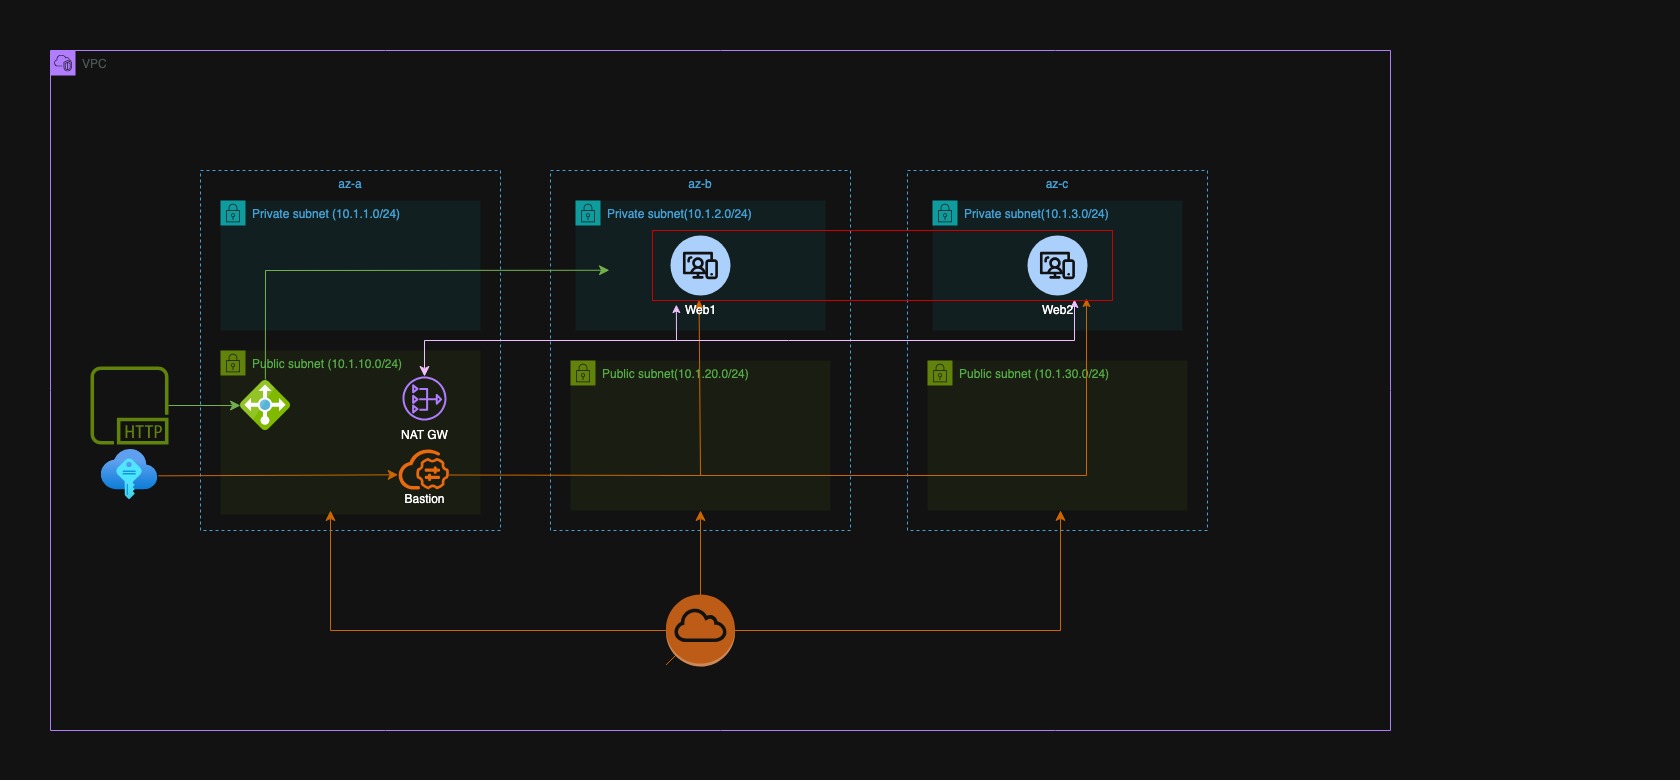 VPC
az-a
az-b
az-c
Private subnet (10.1.1.0/24)
Private subnet(10.1.2.0/24)
Private subnet(10.1.3.0/24)
Web1
Web2
Public subnet (10.1.10.0/24)
Public subnet(10.1.20.0/24)
Public subnet (10.1.30.0/24)
HTTP
NAT GW
Bastion